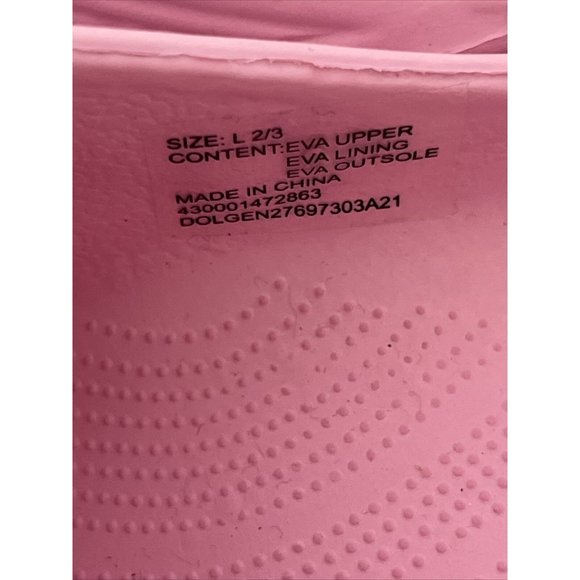 SIZE: L 2/3
CONTENT:EVA UPPER
EVA LINING
EVA OUTSOLE
MADE IN CHINA
430001472863
DOLGEN27697303A21